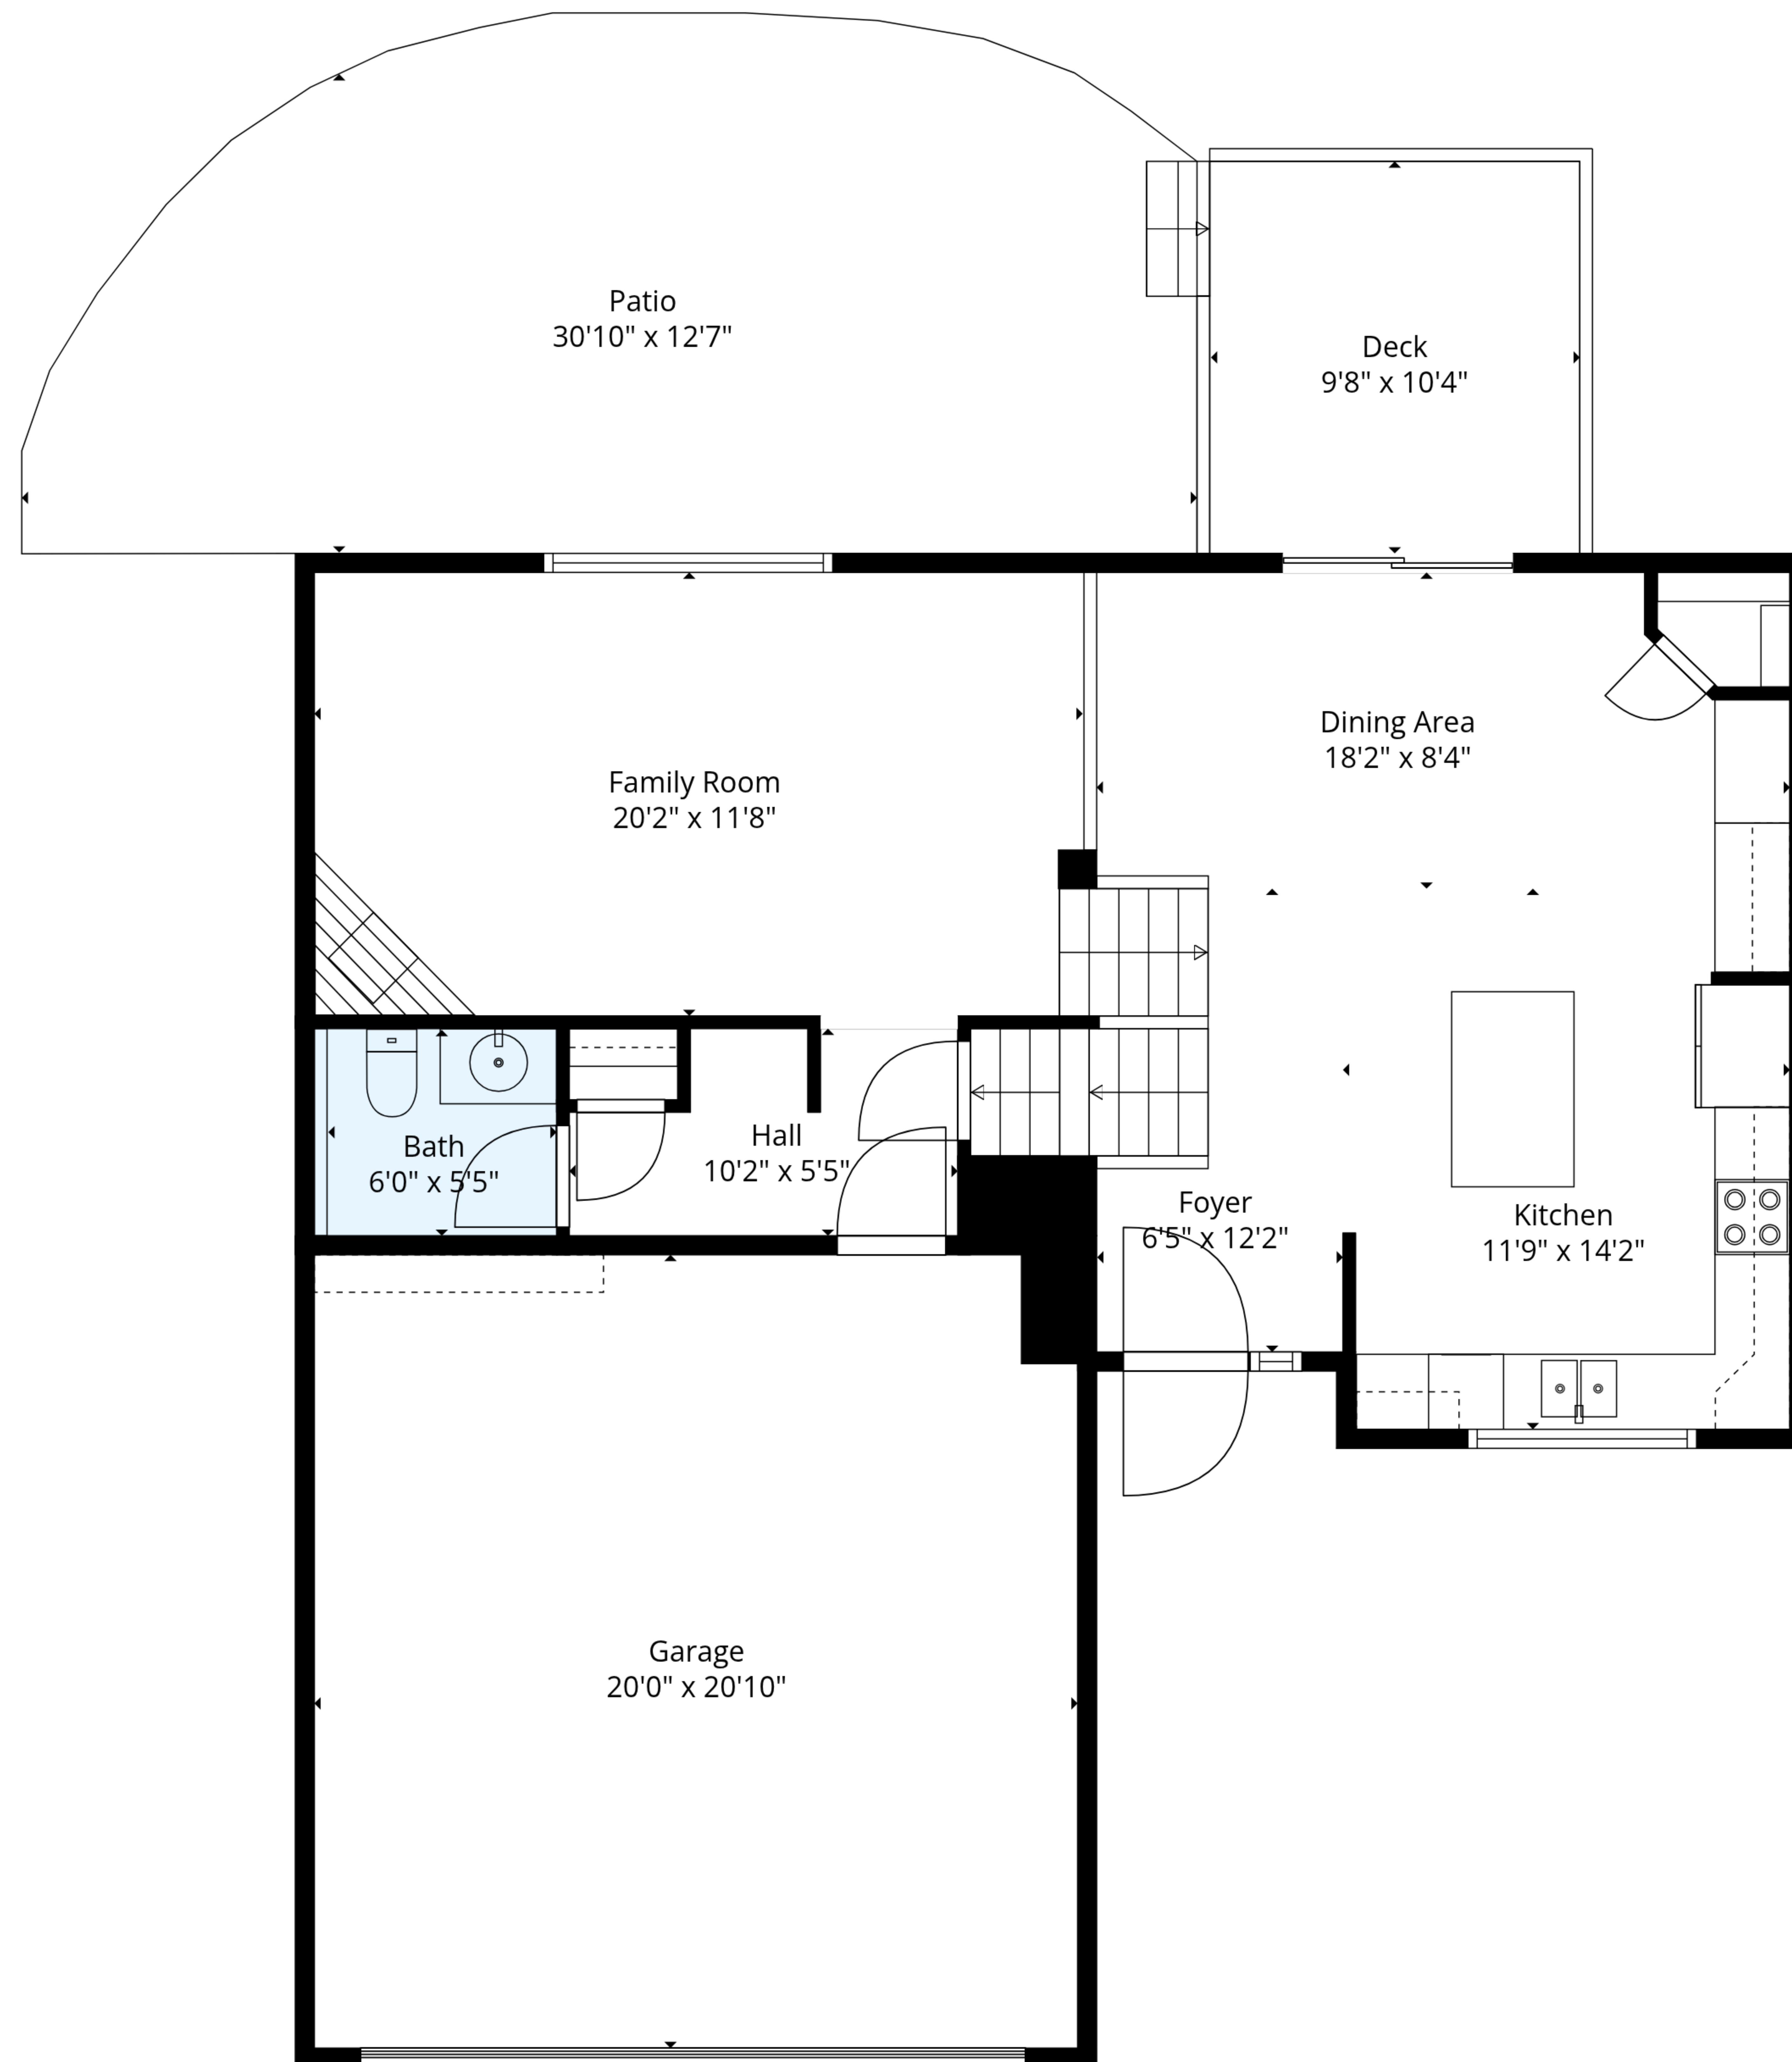 Patio
30'10" x 12'7"
Deck
9'8" x 10'4"
Dining Area
18'2" x 8'4"
Family Room
20'2" x 11'8"
Hall
10'2" x 5'5"
Bath
6'0" x 5'5"
Foyer
6'5" x 12'2"
Kitchen
11'9" x 14'2"
Garage
20'0" x 20'10"